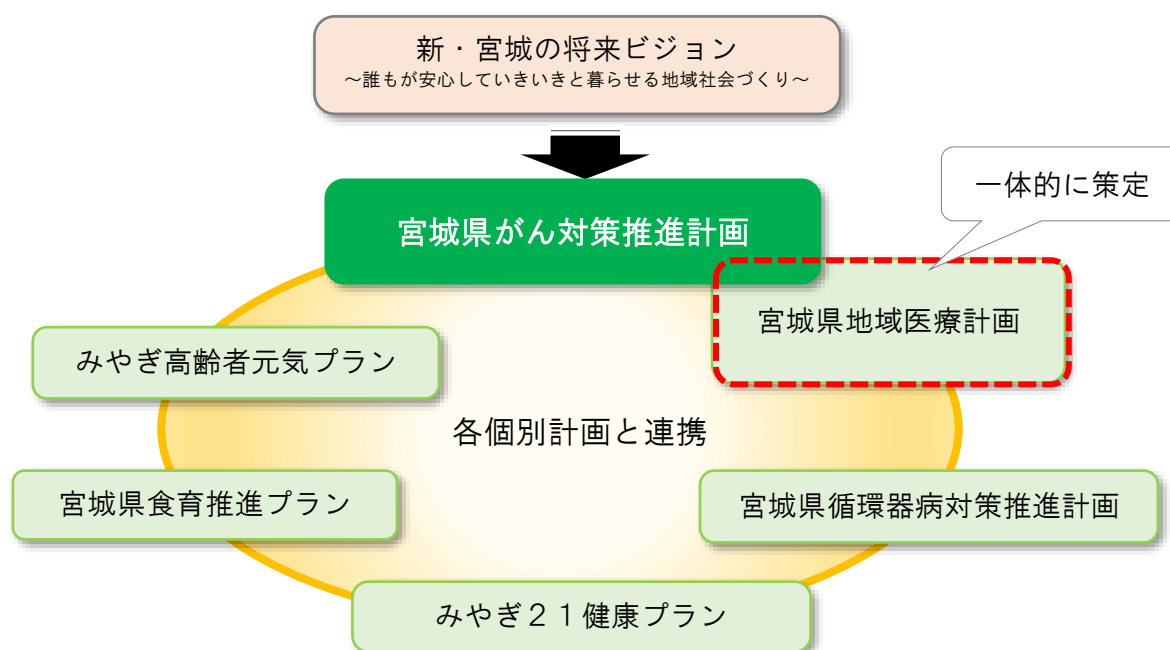 新・宮城の将来ビジョン
～誰もが安心していきいきと暮らせる地域社会づくり～
一体的に策定
宮城県がん対策推進計画
宮城県地域医療計画
みやぎ高齢者元気プラン
各個別計画と連携
宮城県食育推進プラン
宮城県循環器病対策推進計画
みやぎ２１健康プラン